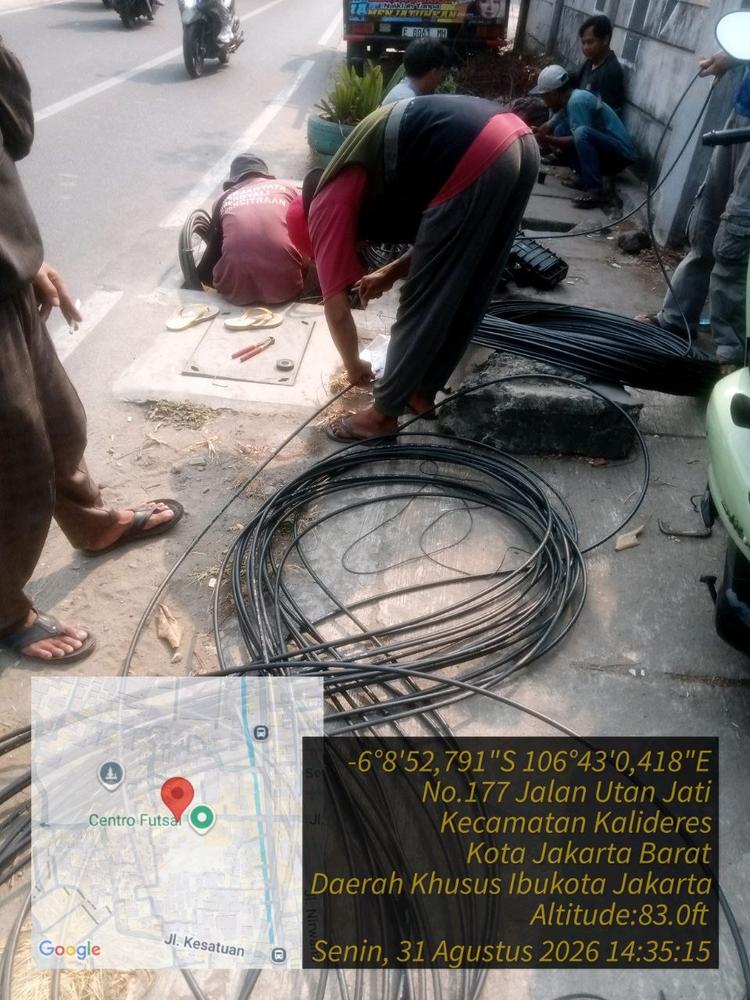 MENJATUHKAN
Centro Futsal
Jl. Kesatuan
Google
-6°8'52,791"S 106°43'0,418"E
No.177 Jalan Utan Jati
Kecamatan Kalideres
Kota Jakarta Barat
Daerah Khusus Ibukota Jakarta
Altitude:83.0ft
Senin, 31 Agustus 2026 14:35:15